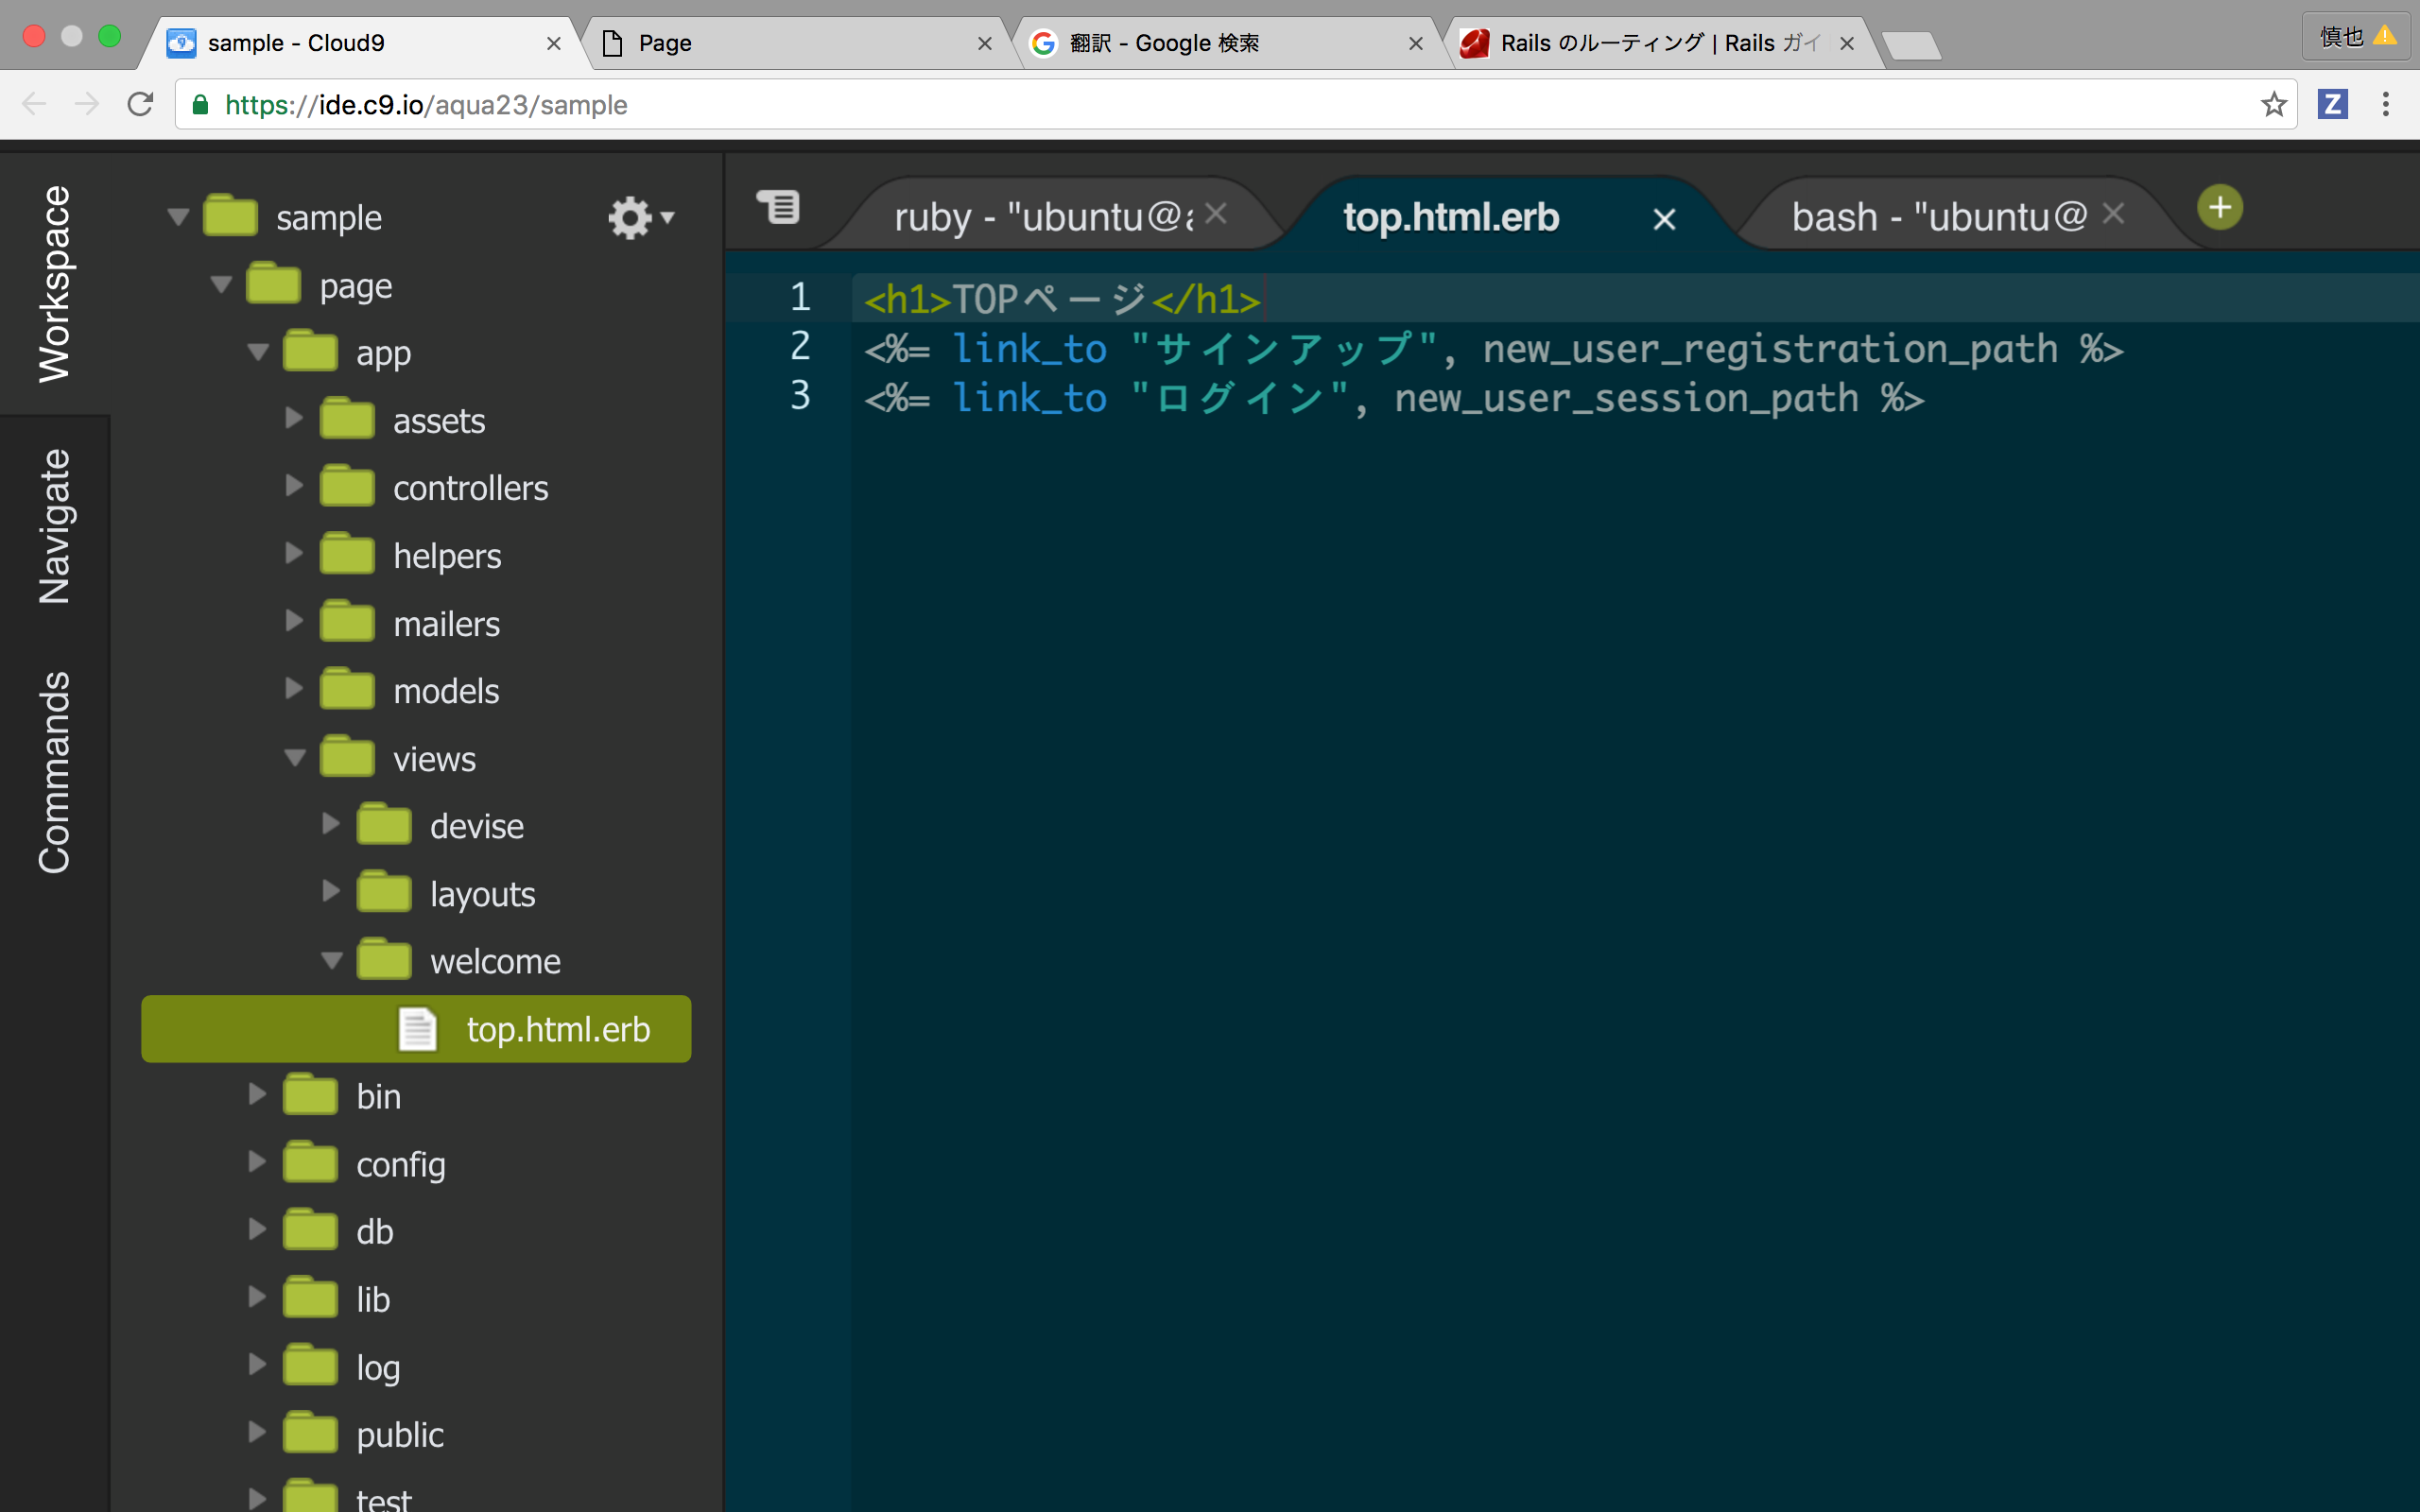 sample - Cloud9
Page
翻訳 - Google 検索
Rails のルーティング | Rails ガイ
慎也
https://ide.c9.io/aqua23/sample
Workspace
Navigate
Commands
sample
page
app
assets
controllers
helpers
mailers
models
views
devise
layouts
welcome
top.html.erb
bin
config
db
lib
log
public
test
ruby - "ubuntu@a
top.html.erb
bash - "ubuntu@
1 <h1>TOPページ</h1>
2 <%= link_to "サインアップ", new_user_registration_path %>
3 <%= link_to "ログイン", new_user_session_path %>